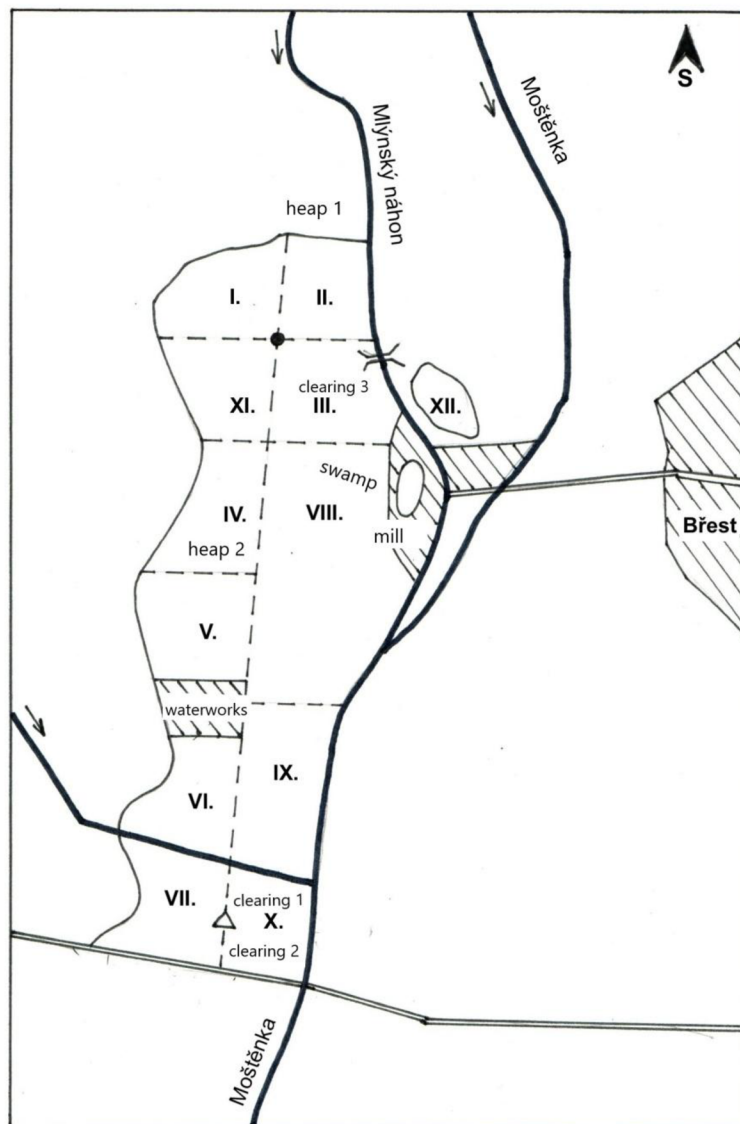 S
Moštěnka
Mlýnský náhon
heap 1
I.
II.
clearing 3
XI.
III.
XII.
swamp
IV.
VIII.
mill
Břest
heap 2
V.
waterworks
IX.
VI.
VII.
clearing 1
X.
clearing 2
Moštěnka